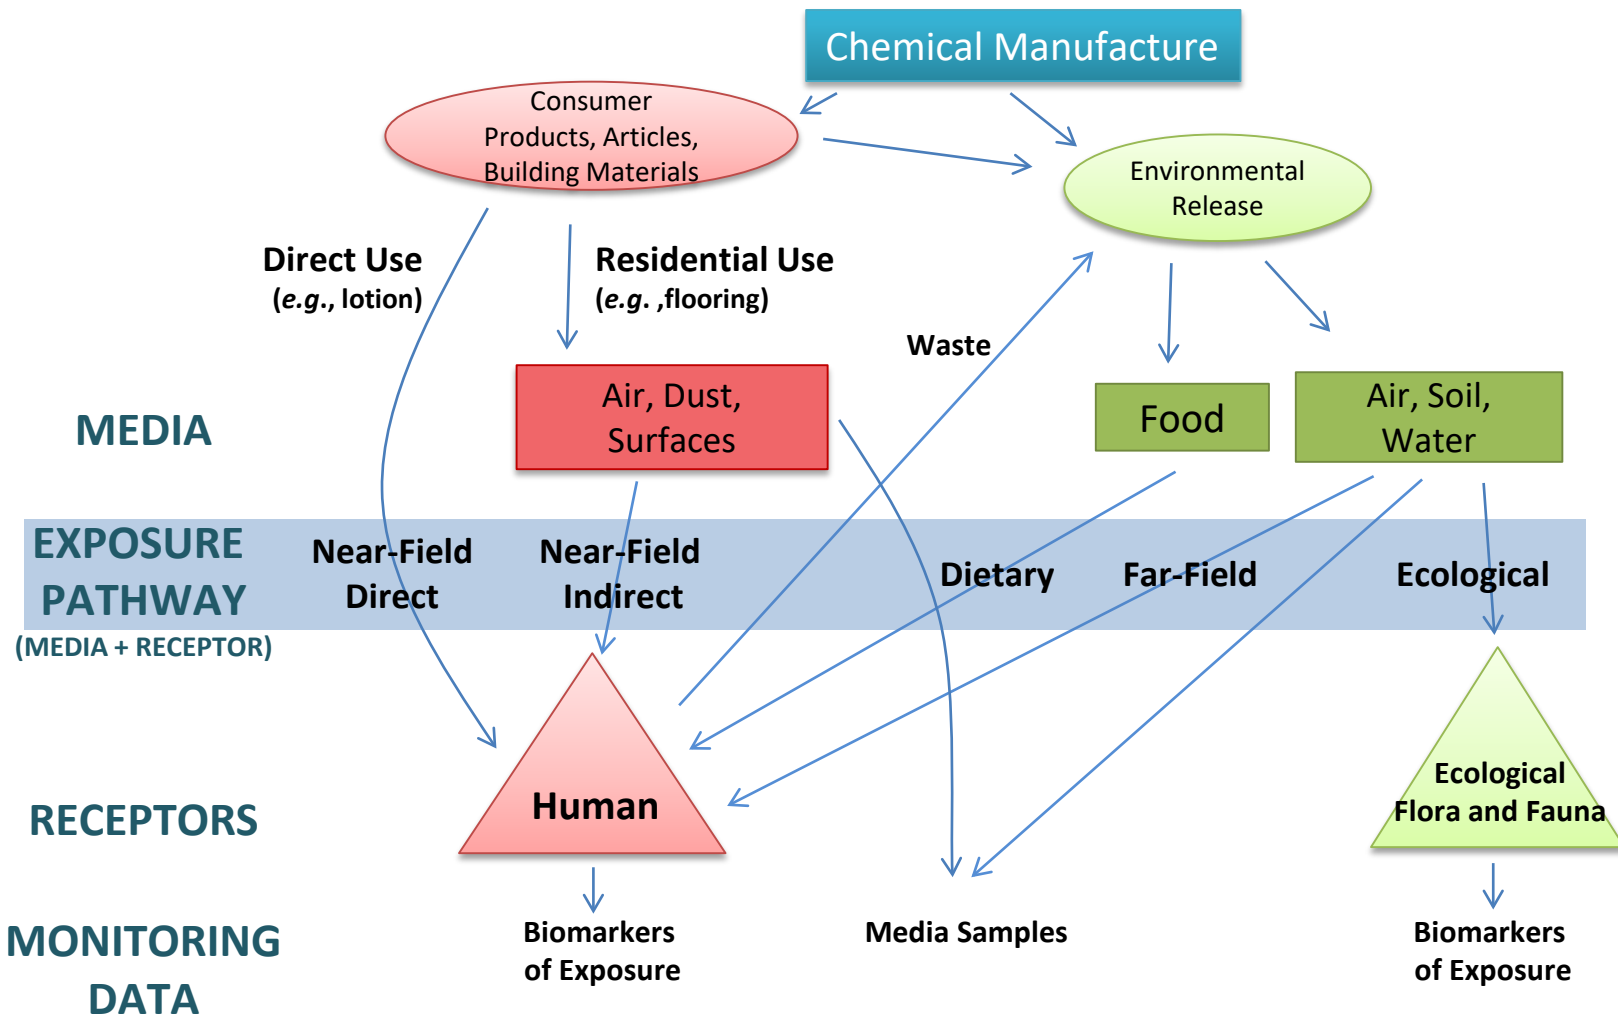 Chemical Manufacture
Consumer
Products, Articles,
Building Materials
Environmental
Release
Direct Use
(e.g., lotion)
Residential Use
(e.g. ,flooring)
Waste
MEDIA
Air, Dust,
Surfaces
Food
Air, Soil,
Water
EXPOSURE
PATHWAY
(MEDIA + RECEPTOR)
Near-Field
Direct
Near-Field
Indirect
Dietary
Far-Field
Ecological
RECEPTORS
Human
Ecological
Flora and Fauna
MONITORING
DATA
Biomarkers
of Exposure
Media Samples
Biomarkers
of Exposure